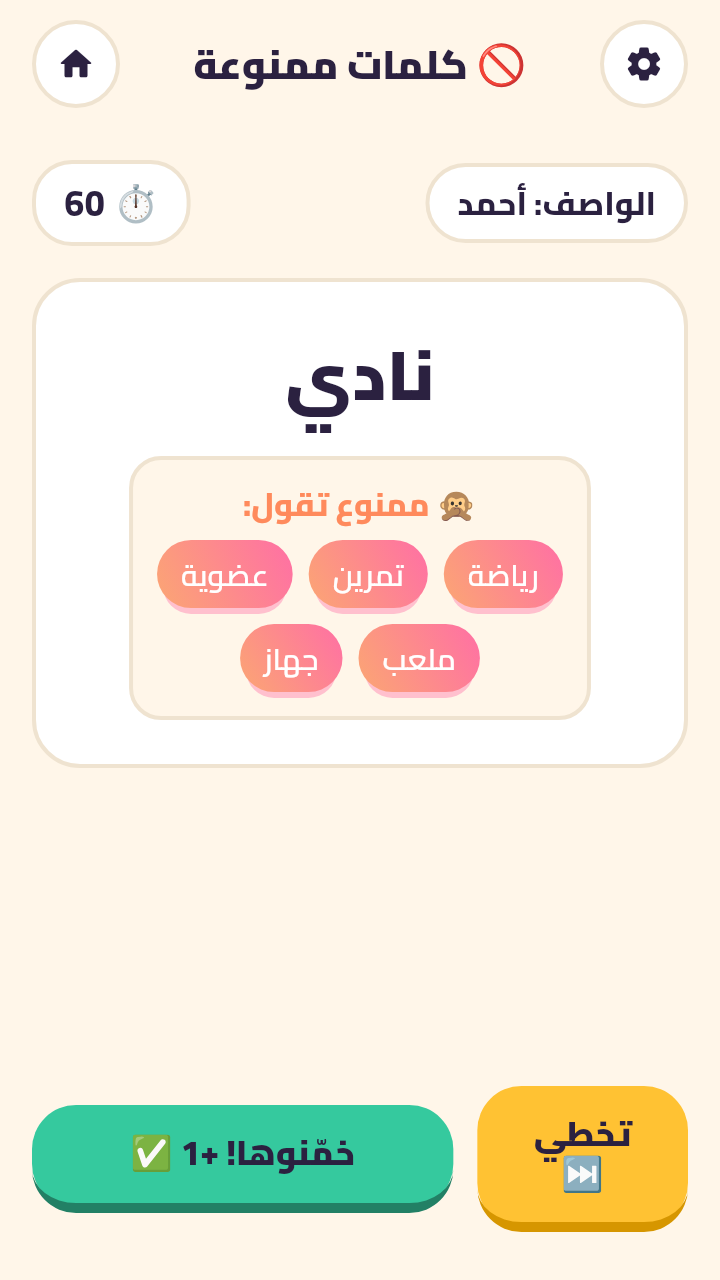 🚫 كلمات ممنوعة
الواصف: أحمد
⏱️ 60
نادي
🙊 ممنوع تقول:
رياضة تمرين عضوية
ملعب جهاز
تخطي ⏭️
خمّنوها! +1 ✅